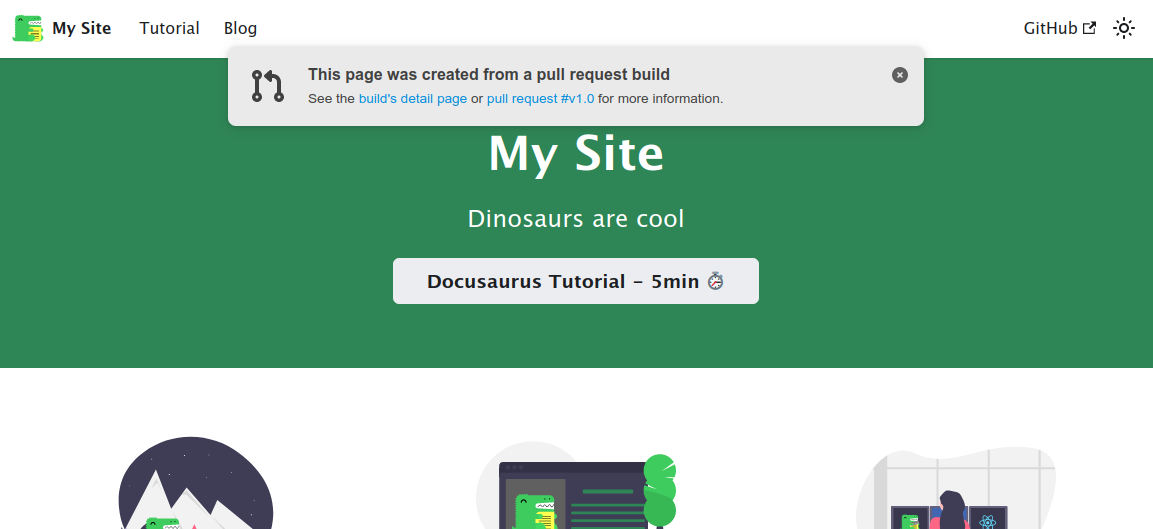 My Site Tutorial Blog GitHub
This page was created from a pull request build
See the build's detail page or pull request #v1.0 for more information.
My Site
Dinosaurs are cool
Docusaurus Tutorial - 5min ⏱️